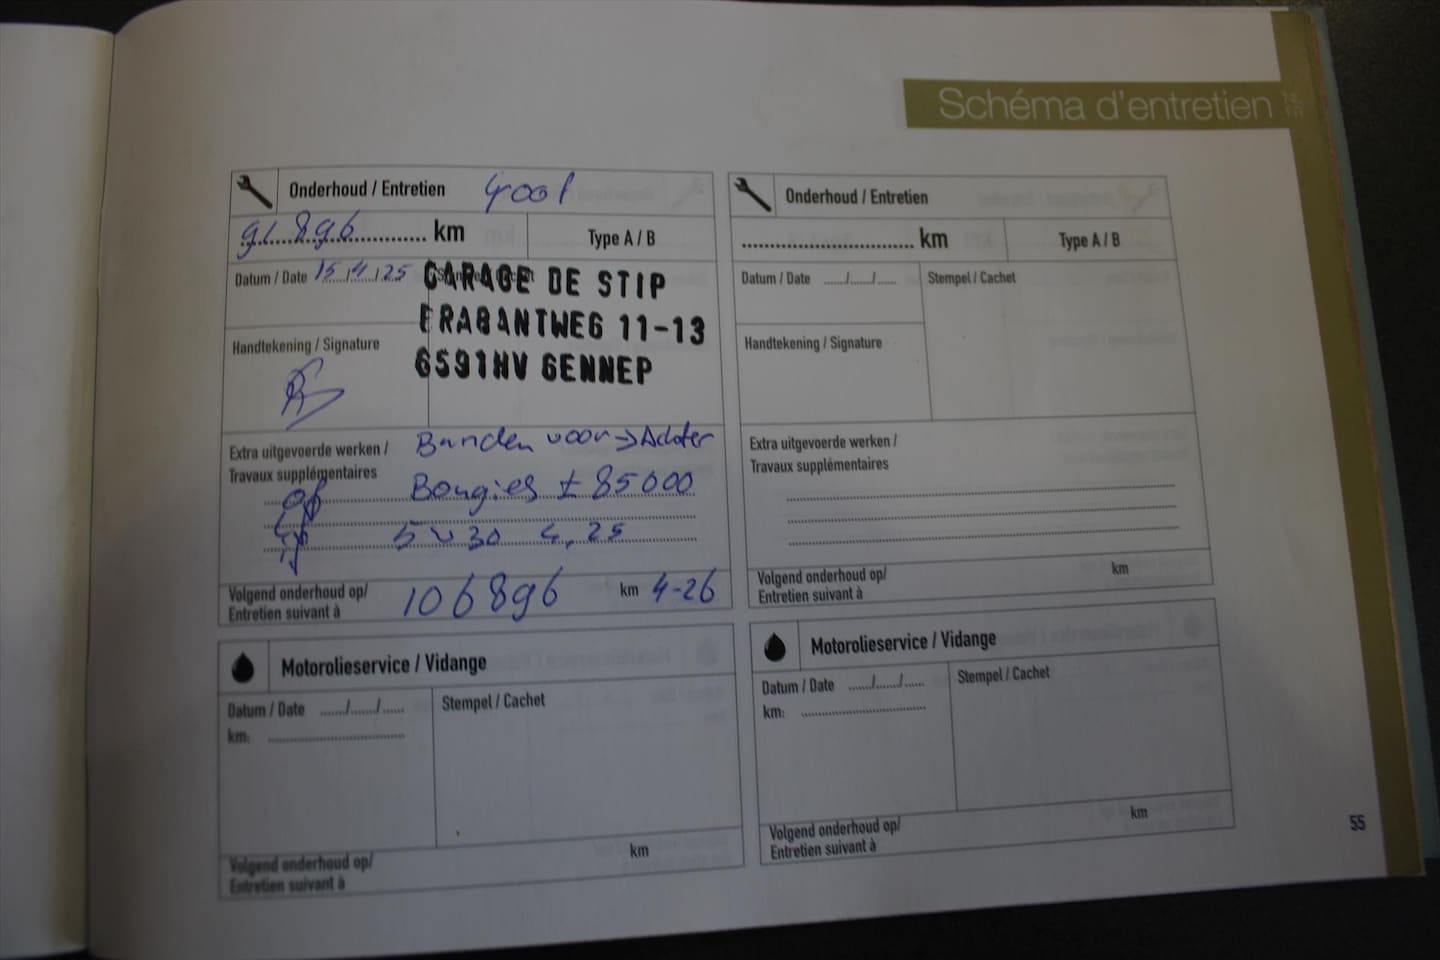 Schéma d'entretien
Onderhoud / Entretien groot
91.896 km
Type A / B
Datum / Date 15/4/25
GARAGE DE STIP
BRABANTWEG 11-13
6591HV GENNEP
Handtekening / Signature
Extra uitgevoerde werken / Banden voor → Achter
Travaux supplémentaires
Bougies ± 85000
5w30 4,25
Volgend onderhoud op/
Entretien suivant à 106896 km 4-26
Motorolieservice / Vidange
Datum / Date ....../....../......
Stempel / Cachet
km:
Volgend onderhoud op/
Entretien suivant à
km
Onderhoud / Entretien
km
Type A / B
Datum / Date ....../....../......
Stempel / Cachet
Handtekening / Signature
Extra uitgevoerde werken /
Travaux supplémentaires
Volgend onderhoud op/
Entretien suivant à
km
Motorolieservice / Vidange
Datum / Date ....../....../......
Stempel / Cachet
km:
Volgend onderhoud op/
Entretien suivant à
km
55